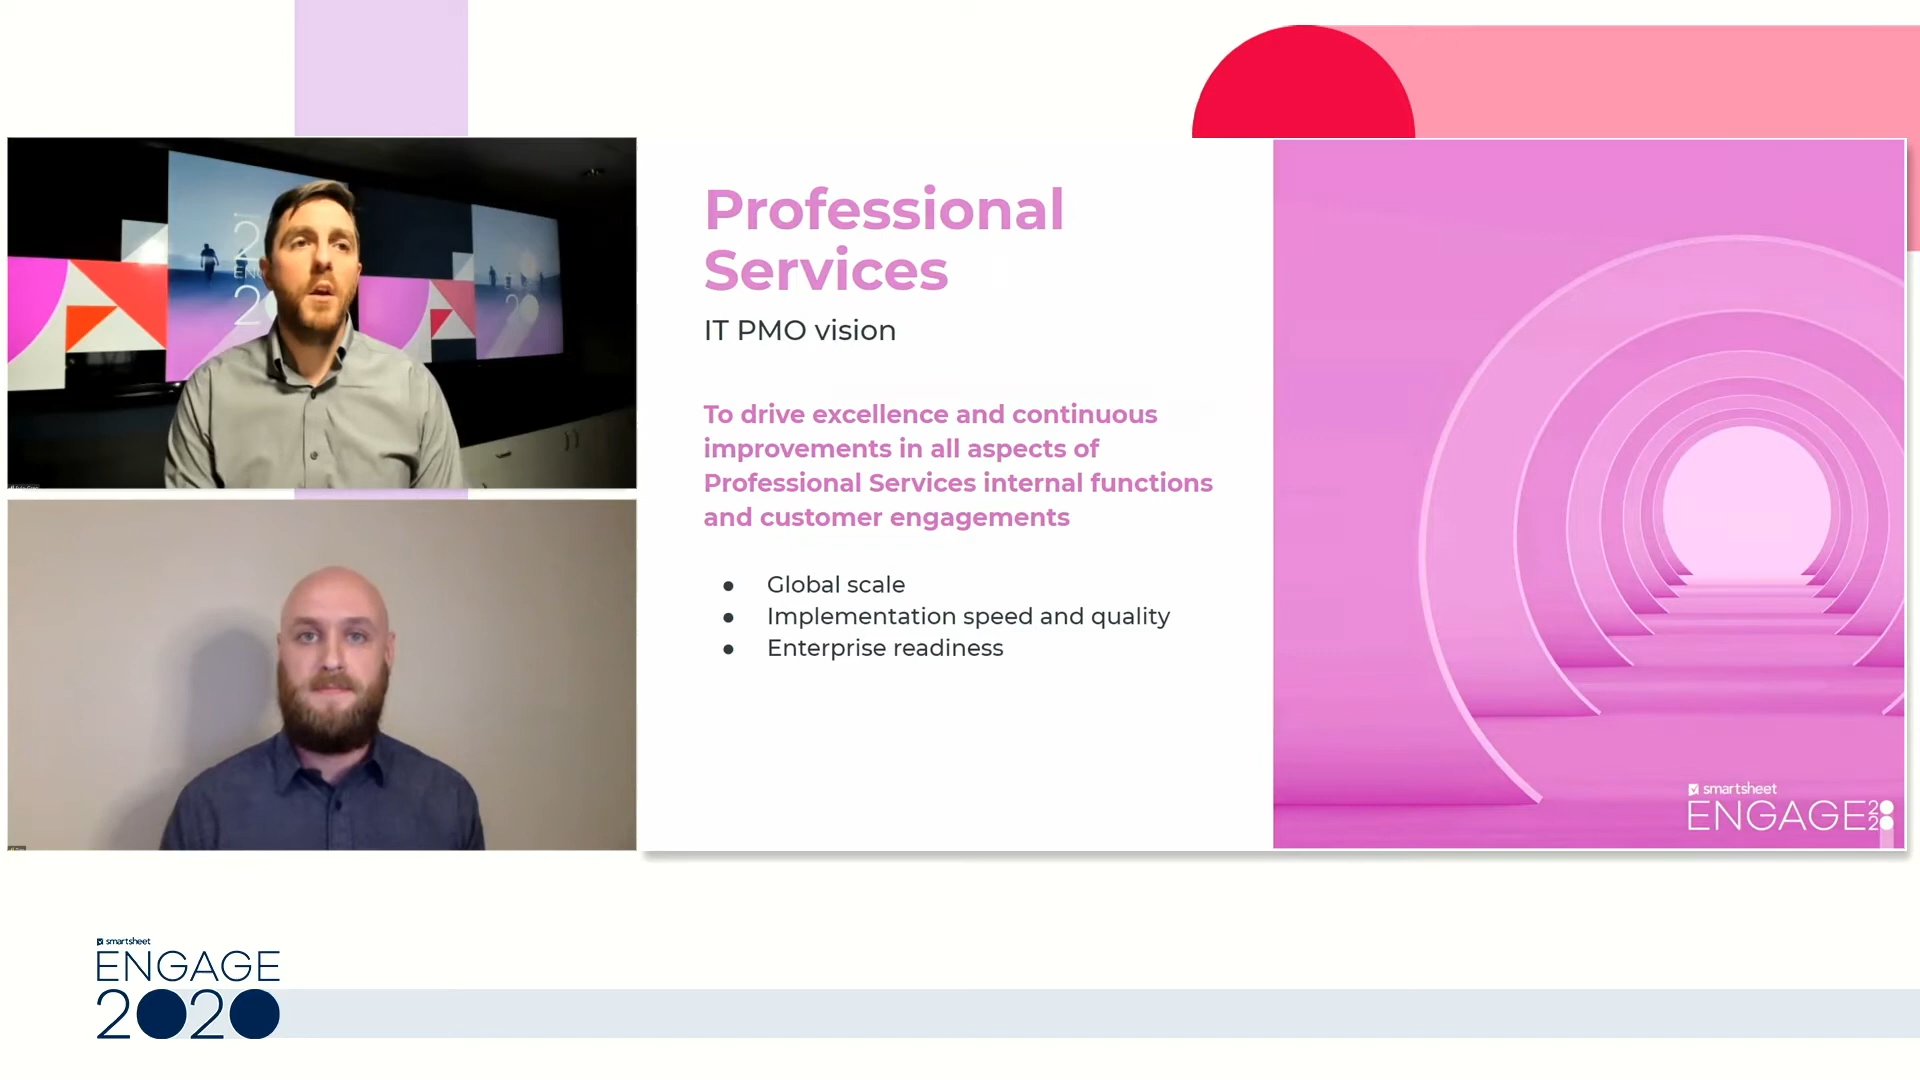 Professional
Services
IT PMO vision
To drive excellence and continuous
improvements in all aspects of
Professional Services internal functions
and customer engagements
● Global scale
● Implementation speed and quality
● Enterprise readiness
smartsheet
ENGAGE 2020
smartsheet
ENGAGE
2020